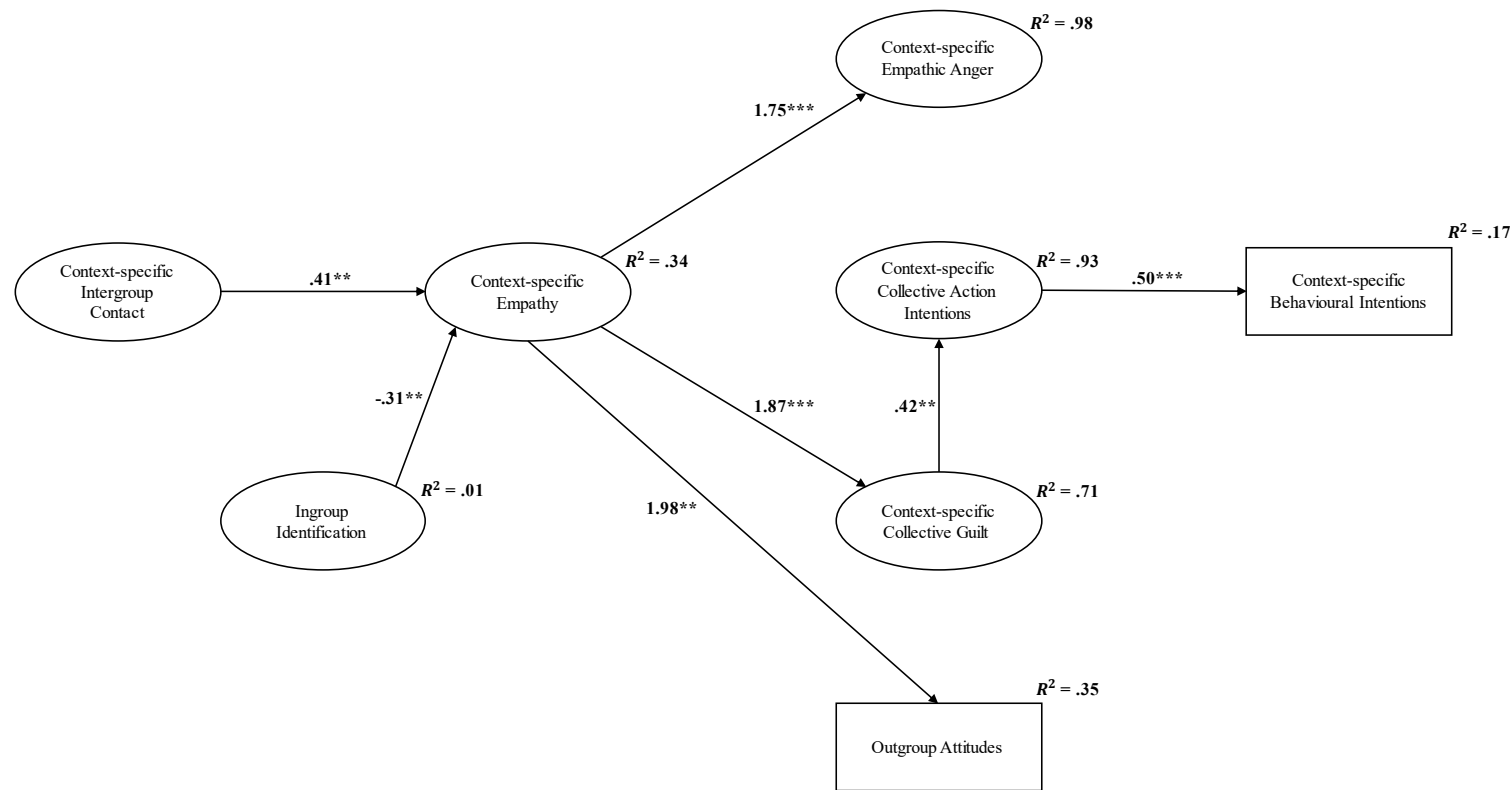 R² = .98
Context-specific
Empathic Anger
1.75***
R² = .17
Context-specific
Intergroup
Contact
.41**
Context-specific
Empathy
R² = .34
Context-specific
Collective Action
Intentions
R² = .93
.50***
Context-specific
Behavioural Intentions
-.31**
1.87***
.42**
Ingroup
Identification
R² = .01
1.98**
Context-specific
Collective Guilt
R² = .71
R² = .35
Outgroup Attitudes